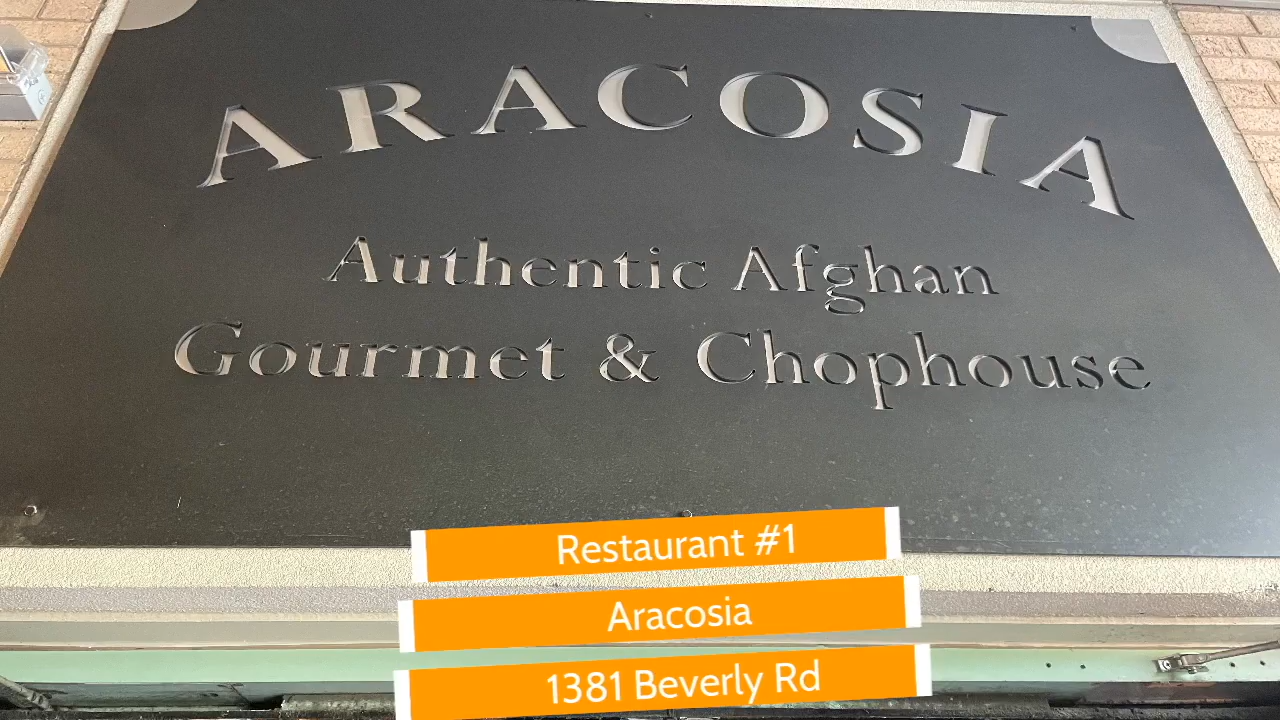 ARACOSIA
Authentic Afghan
Gourmet & Chophouse
Restaurant #1
Aracosia
1381 Beverly Rd